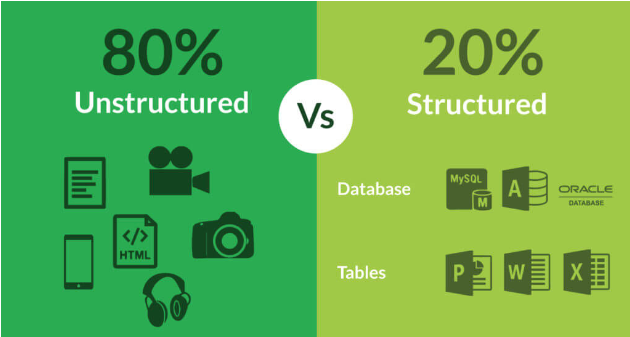 80%
Unstructured
Vs
20%
Structured
</>
HTML
Database
MySQL
M
A
ORACLE
DATABASE
Tables
P
W
X